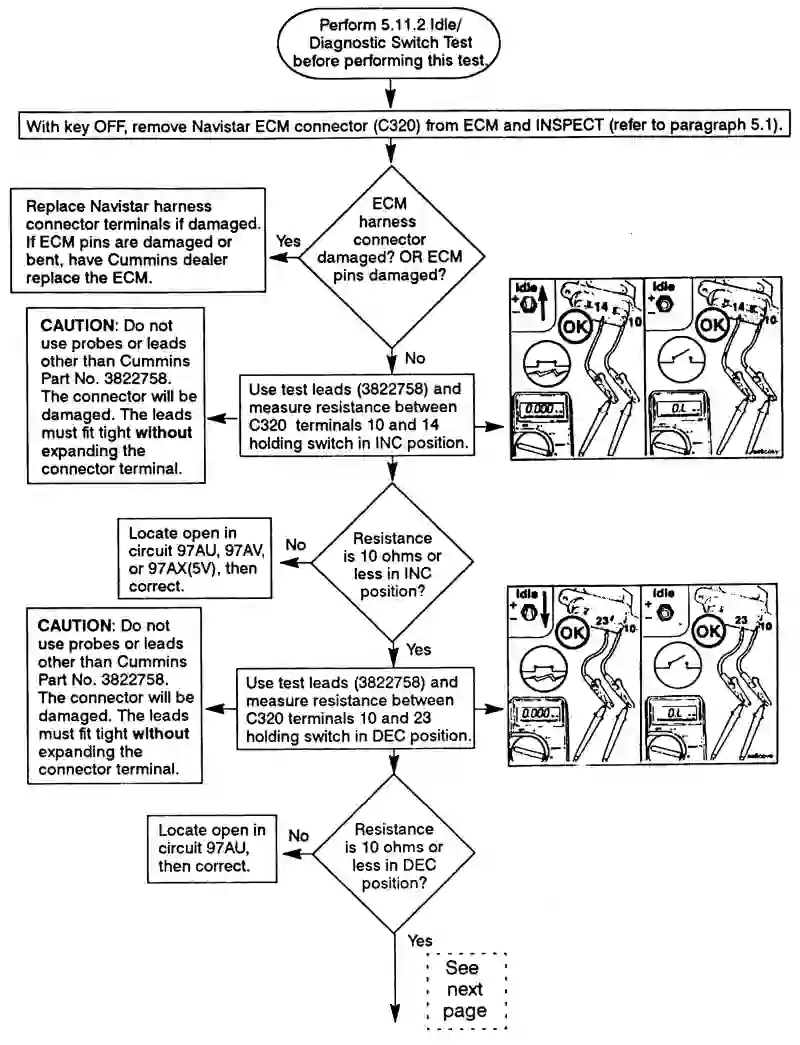 Perform 5.11.2 Idle/
Diagnostic Switch Test
before performing this test.
With key OFF, remove Navistar ECM connector (C320) from ECM and INSPECT (refer to paragraph 5.1).
ECM
harness
connector
damaged? OR ECM
pins damaged?
Yes
Replace Navistar harness
connector terminals if damaged.
If ECM pins are damaged or
bent, have Cummins dealer
replace the ECM.
No
CAUTION: Do not
use probes or leads
other than Cummins
Part No. 3822758.
The connector will be
damaged. The leads
must fit tight without
expanding the
connector terminal.
Use test leads (3822758) and
measure resistance between
C320 terminals 10 and 14
holding switch in INC position.
Idle
+
-
14
10
OK
0.000
Idle
+
-
14
10
OK
O.L
Resistance
is 10 ohms or
less in INC
position?
No
Locate open in
circuit 97AU, 97AV,
or 97AX(5V), then
correct.
Yes
CAUTION: Do not
use probes or leads
other than Cummins
Part No. 3822758.
The connector will be
damaged. The leads
must fit tight without
expanding the
connector terminal.
Use test leads (3822758) and
measure resistance between
C320 terminals 10 and 23
holding switch in DEC position.
Idle
+
-
23
10
OK
0.000
Idle
+
-
23
10
OK
O.L
Resistance
is 10 ohms or
less in DEC
position?
No
Locate open in
circuit 97AU,
then correct.
Yes
See
next
page